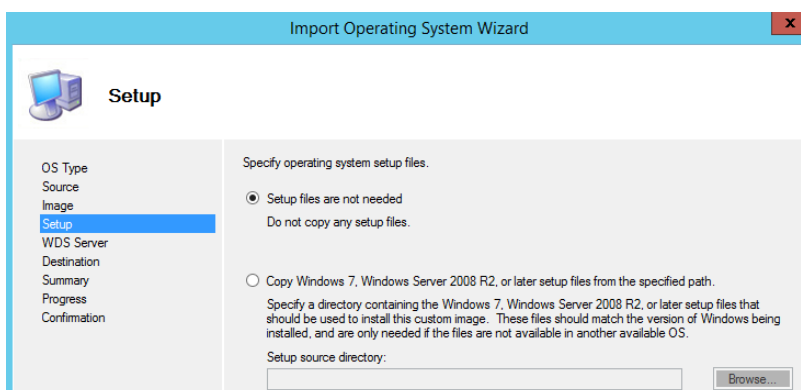 Import Operating System Wizard
x
Setup
OS Type
Source
Image
Setup
WDS Server
Destination
Summary
Progress
Confirmation
Specify operating system setup files.
Setup files are not needed
Do not copy any setup files.
Copy Windows 7, Windows Server 2008 R2, or later setup files from the specified path.
Specify a directory containing the Windows 7, Windows Server 2008 R2, or later setup files that
should be used to install this custom image. These files should match the version of Windows being
installed, and are only needed if the files are not available in another available OS.
Setup source directory:
Browse...